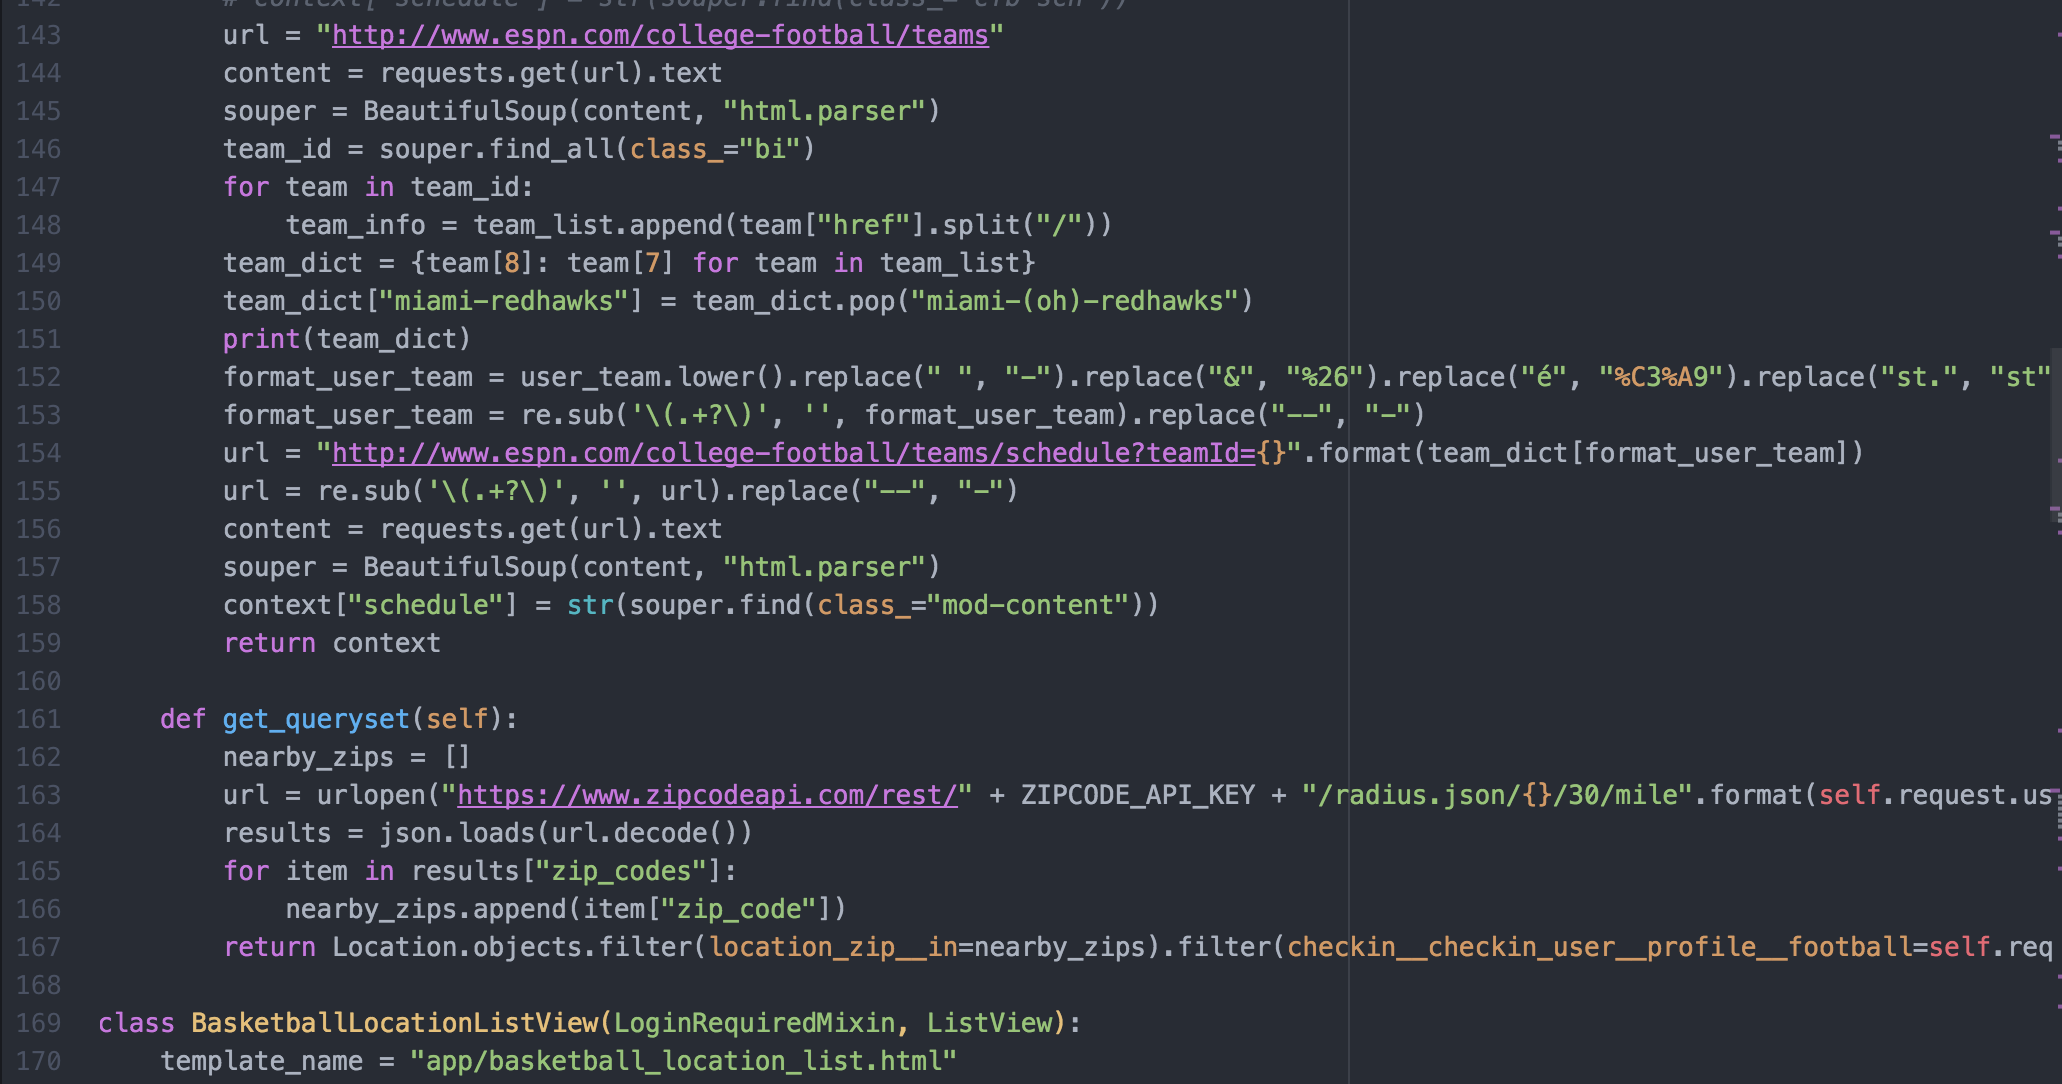 142 # context["schedule"] = str(souper.find(class_="cfb-sch"))
143 url = "http://www.espn.com/college-football/teams"
144 content = requests.get(url).text
145 souper = BeautifulSoup(content, "html.parser")
146 team_id = souper.find_all(class_="bi")
147 for team in team_id:
148 team_info = team_list.append(team["href"].split("/"))
149 team_dict = {team[8]: team[7] for team in team_list}
150 team_dict["miami-redhawks"] = team_dict.pop("miami-(oh)-redhawks")
151 print(team_dict)
152 format_user_team = user_team.lower().replace(" ", "-").replace("&", "%26").replace("é", "%C3%A9").replace("st.", "st"
153 format_user_team = re.sub('\(.+?\)', '', format_user_team).replace("--", "-")
154 url = "http://www.espn.com/college-football/teams/schedule?teamId={}".format(team_dict[format_user_team])
155 url = re.sub('\(.+?\)', '', url).replace("--", "-")
156 content = requests.get(url).text
157 souper = BeautifulSoup(content, "html.parser")
158 context["schedule"] = str(souper.find(class_="mod-content"))
159 return context
160
161 def get_queryset(self):
162 nearby_zips = []
163 url = urlopen("https://www.zipcodeapi.com/rest/" + ZIPCODE_API_KEY + "/radius.json/{}/30/mile".format(self.request.us
164 results = json.loads(url.decode())
165 for item in results["zip_codes"]:
166 nearby_zips.append(item["zip_code"])
167 return Location.objects.filter(location_zip__in=nearby_zips).filter(checkin__checkin_user__profile__football=self.req
168
169 class BasketballLocationListView(LoginRequiredMixin, ListView):
170 template_name = "app/basketball_location_list.html"